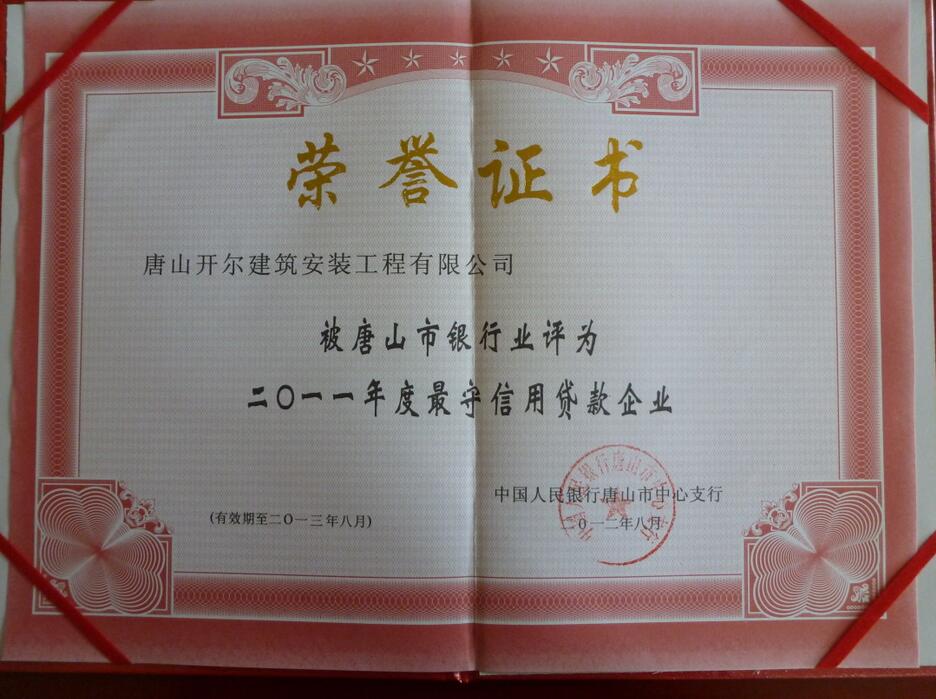 荣誉证书
唐山开尔建筑安装工程有限公司
被唐山市银行业评为
二〇一一年度最守信用贷款企业
中国人民银行唐山市中心支行
(有效期至二〇一三年八月)
二〇一二年八月